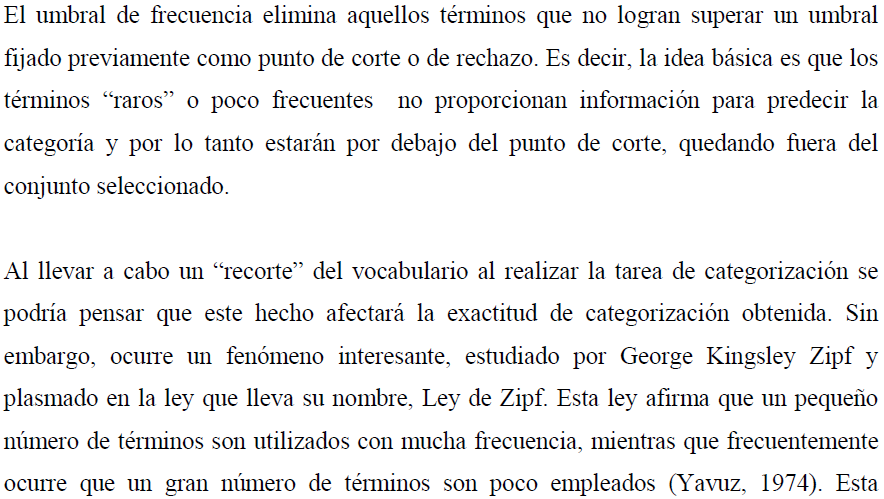 El umbral de frecuencia elimina aquellos términos que no logran superar un umbral
fijado previamente como punto de corte o de rechazo. Es decir, la idea básica es que los
términos “raros” o poco frecuentes no proporcionan información para predecir la
categoría y por lo tanto estarán por debajo del punto de corte, quedando fuera del
conjunto seleccionado.
Al llevar a cabo un “recorte” del vocabulario al realizar la tarea de categorización se
podría pensar que este hecho afectará la exactitud de categorización obtenida. Sin
embargo, ocurre un fenómeno interesante, estudiado por George Kingsley Zipf y
plasmado en la ley que lleva su nombre, Ley de Zipf. Esta ley afirma que un pequeño
número de términos son utilizados con mucha frecuencia, mientras que frecuentemente
ocurre que un gran número de términos son poco empleados (Yavuz, 1974). Esta